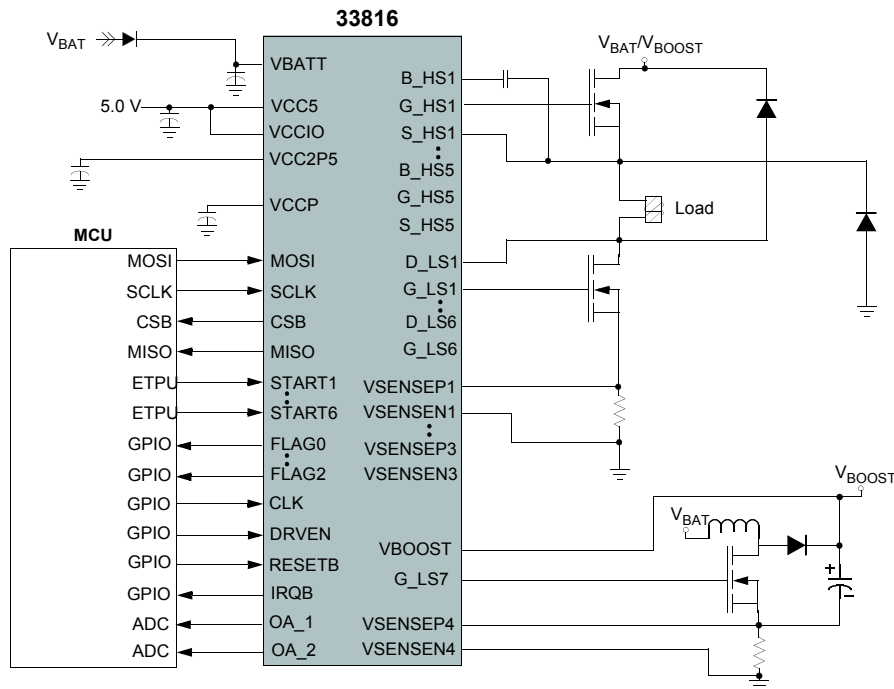 33816
VBAT
5.0 V
VBATT
VCC5
VCCIO
VCC2P5
VCCP
MCU
MOSI
SCLK
CSB
MISO
ETPU
ETPU
GPIO
GPIO
GPIO
GPIO
GPIO
GPIO
ADC
ADC
MOSI
SCLK
CSB
MISO
START1
START6
FLAG0
FLAG2
CLK
DRVEN
RESETB
IRQB
OA_1
OA_2
B_HS1
G_HS1
S_HS1
B_HS5
G_HS5
S_HS5
D_LS1
G_LS1
D_LS6
G_LS6
VSENSEP1
VSENSEN1
VSENSEP3
VSENSEN3
VBOOST
G_LS7
VSENSEP4
VSENSEN4
VBAT/VBOOST
Load
VBOOST
VBAT
+
-